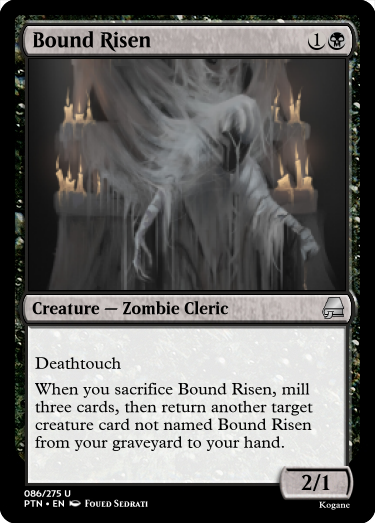 Bound Risen 1
Creature — Zombie Cleric
Deathtouch
When you sacrifice Bound Risen, mill
three cards, then return another target
creature card not named Bound Risen
from your graveyard to your hand.
2/1
086/275 U
PTN • EN Foued Sedrati
Kogane